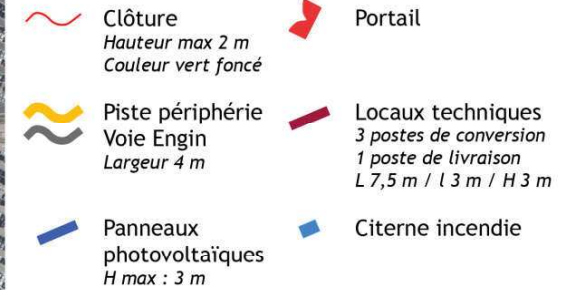 Clôture
Hauteur max 2 m
Couleur vert foncé
Portail
Piste périphérie
Voie Engin
Largeur 4 m
Locaux techniques
3 postes de conversion
1 poste de livraison
L 7,5 m / l 3 m / H 3 m
Panneaux
photovoltaïques
H max : 3 m
Citerne incendie